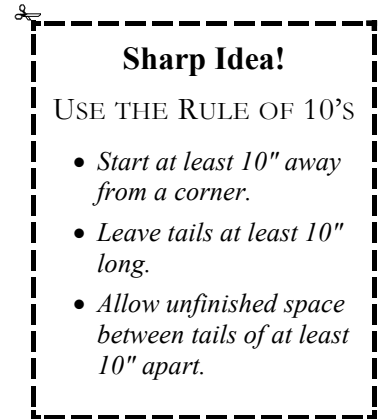 Sharp Idea!
USE THE RULE OF 10'S
• Start at least 10" away
from a corner.
• Leave tails at least 10"
long.
• Allow unfinished space
between tails of at least
10" apart.